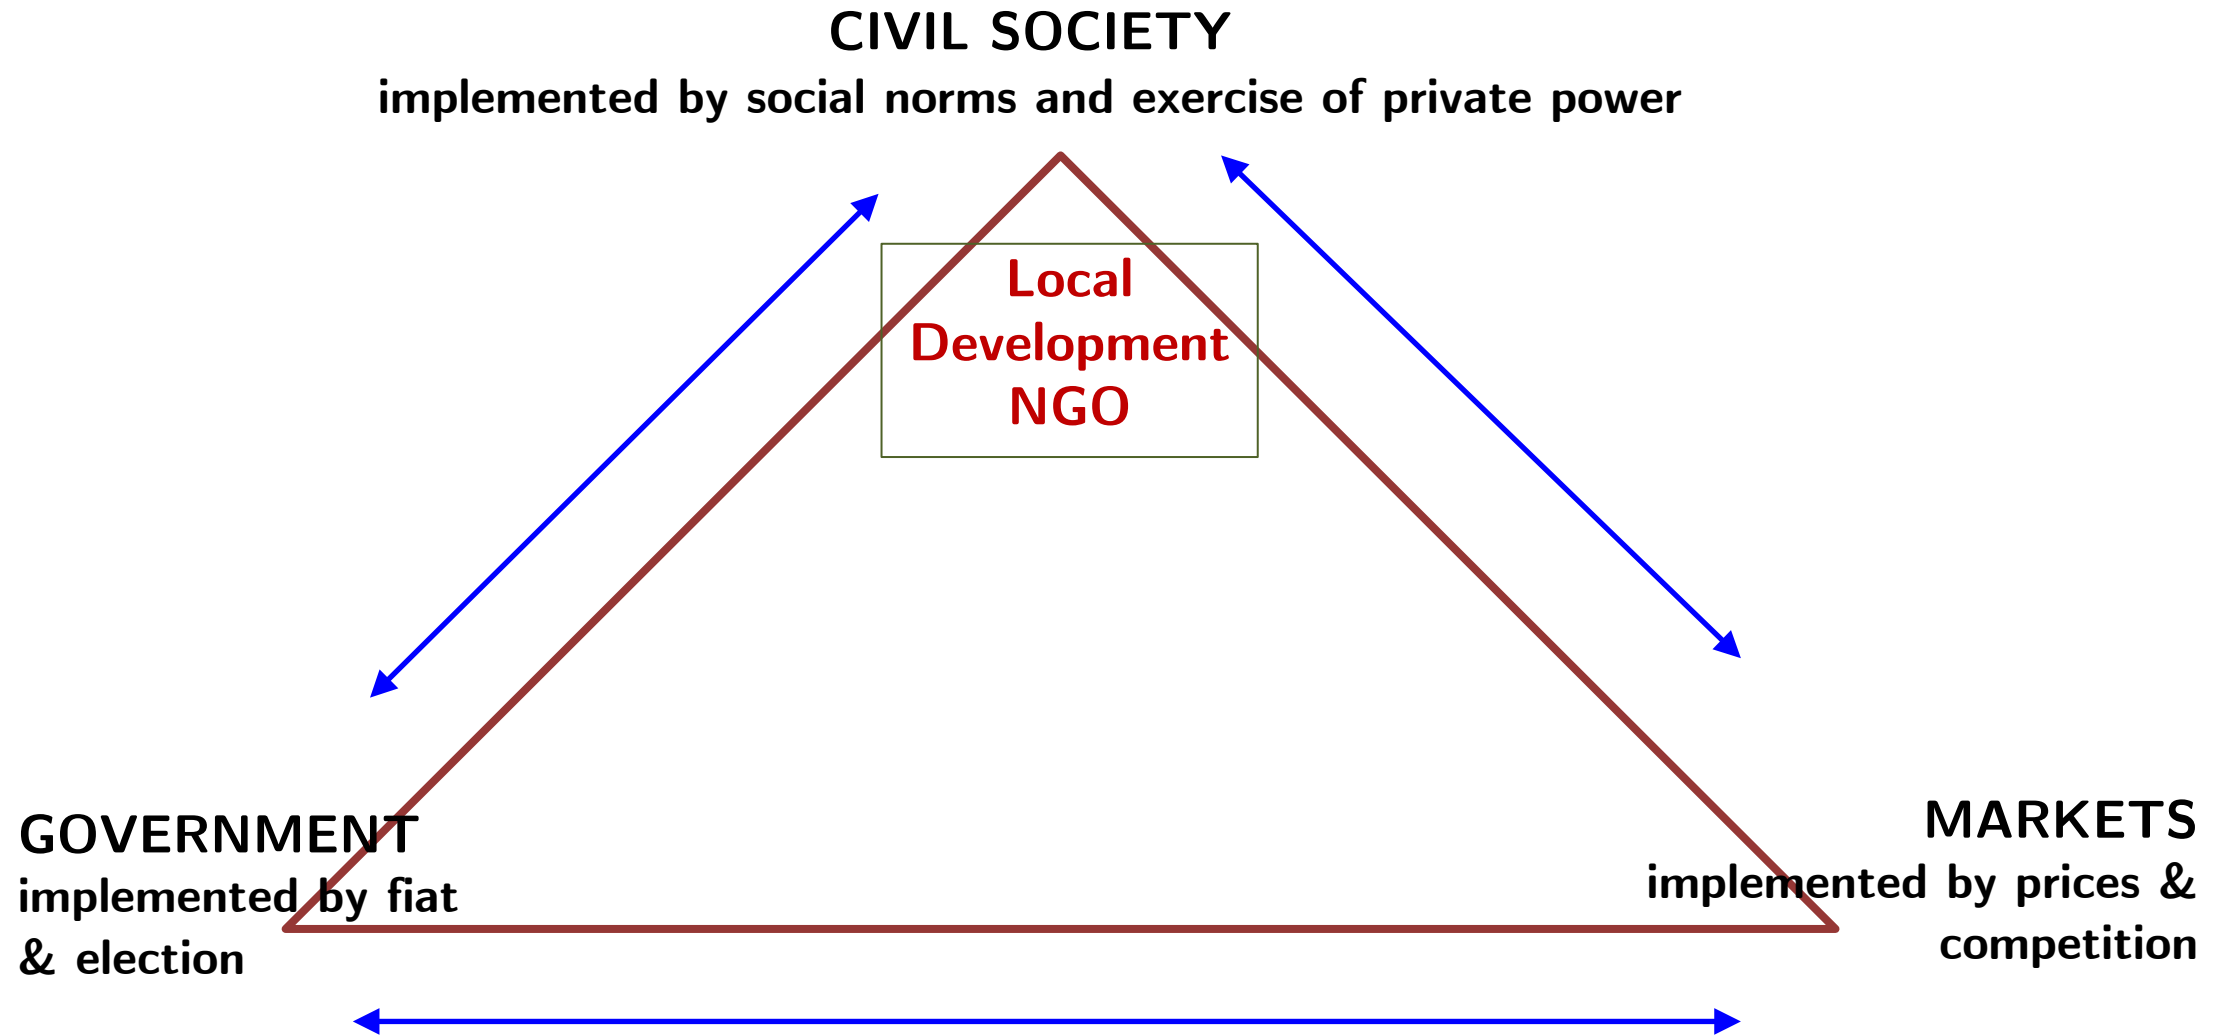 CIVIL SOCIETY
implemented by social norms and exercise of private power
Local
Development
NGO
GOVERNMENT
implemented by fiat
& election
MARKETS
implemented by prices &
competition